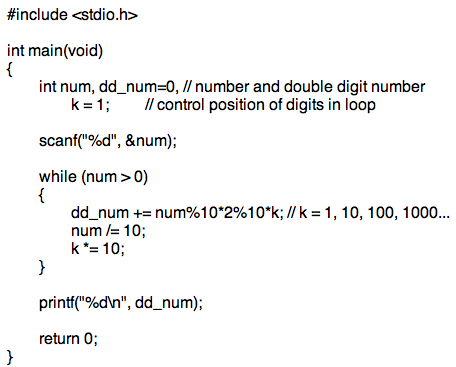 #include <stdio.h>
int main(void)
{
int num, dd_num=0, // number and double digit number
k = 1; // control position of digits in loop
scanf("%d", &num);
while (num > 0)
{
dd_num += num%10*2%10*k; // k = 1, 10, 100, 1000...
num /= 10;
k *= 10;
}
printf("%d\n", dd_num);
return 0;
}